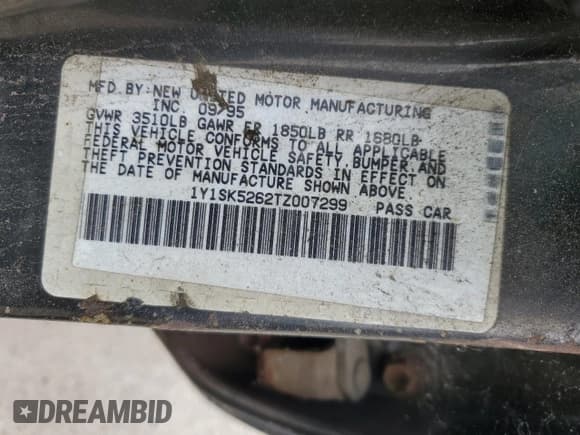 MFD BY: NEW UNITED MOTOR MANUFACTURING
INC 09/95
GVWR 3510LB GAWR FR 1850LB RR 1680LB
THIS VEHICLE CONFORMS TO ALL APPLICABLE
FEDERAL MOTOR VEHICLE SAFETY, BUMPER AND
THEFT PREVENTION STANDARDS IN EFFECT ON
THE DATE OF MANUFACTURE SHOWN ABOVE.
1Y1SK5262TZ007299 PASS CAR
DREAMBID